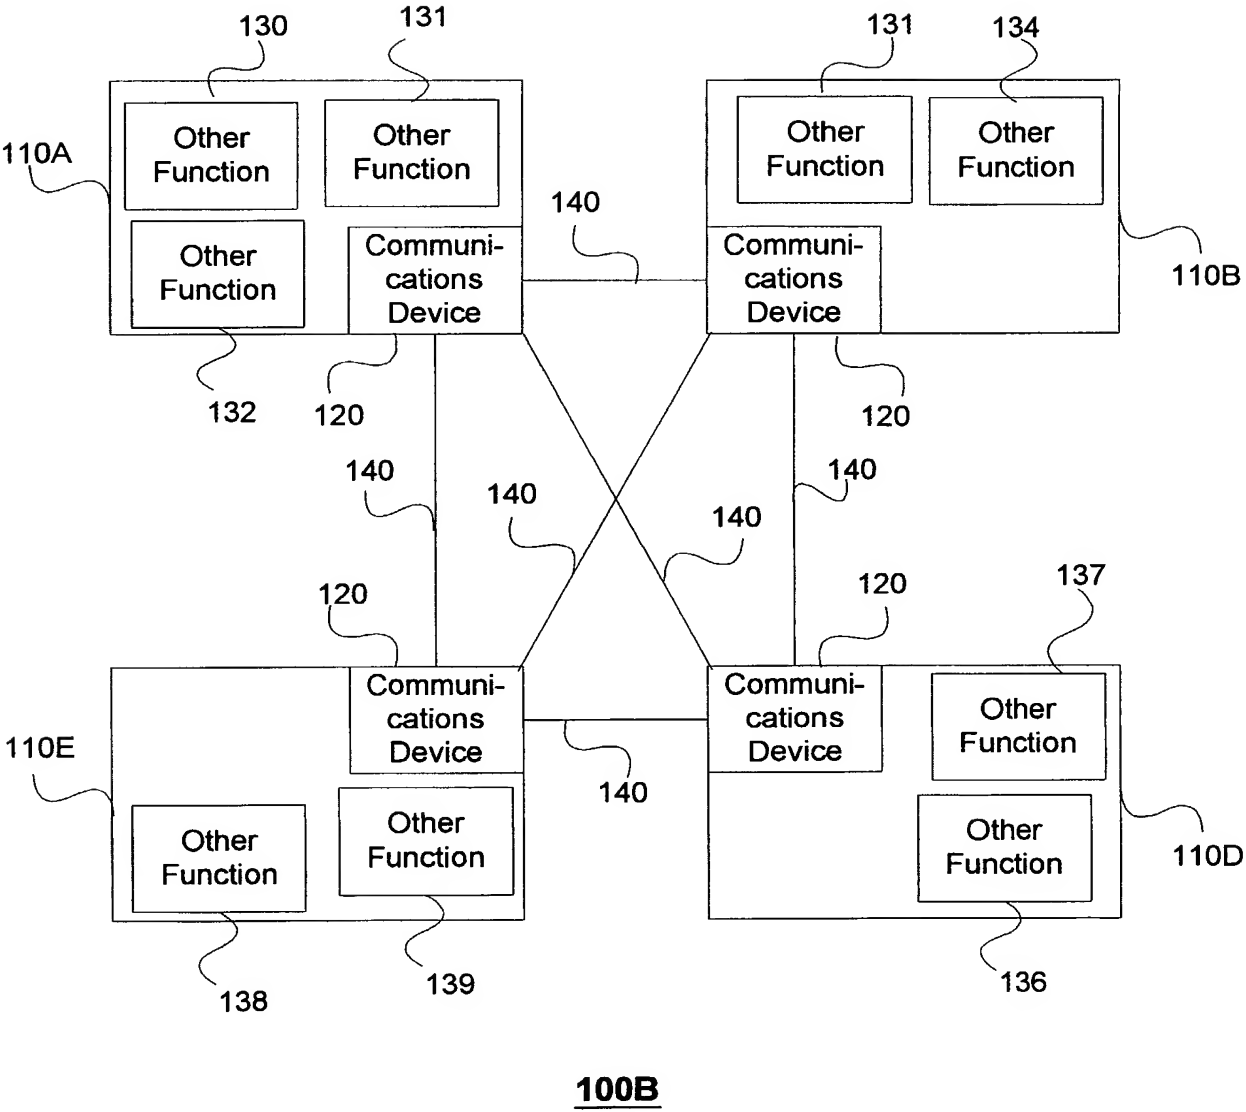 130
131
131
134
Other
Function
Other
Function
Other
Function
Other
Function
110A
Other
Function
Communi-
cations
Device
140
Communi-
cations
Device
110B
132
120
120
140
140
140
140
120
120
137
Communi-
cations
Device
Communi-
cations
Device
Other
Function
110E
140
Other
Function
Other
Function
Other
Function
110D
138
139
136
100B